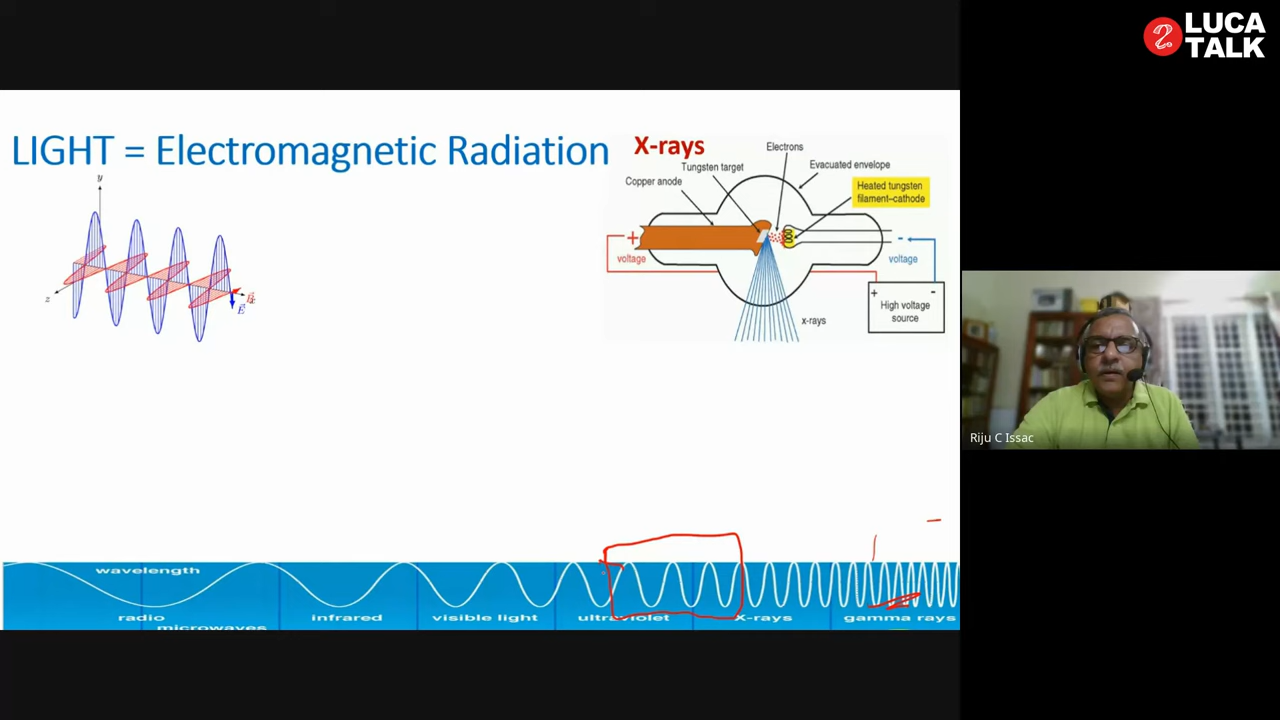 LUCA
TALK
LIGHT = Electromagnetic Radiation
X-rays
Electrons
Tungsten target
Evacuated envelope
Copper anode
Heated tungsten
filament–cathode
+
-
voltage
voltage
+ -
High voltage
source
x-rays
y
z
E
wavelength
radio
microwaves
infrared
visible light
ultraviolet
X-rays
gamma rays
Riju C Issac